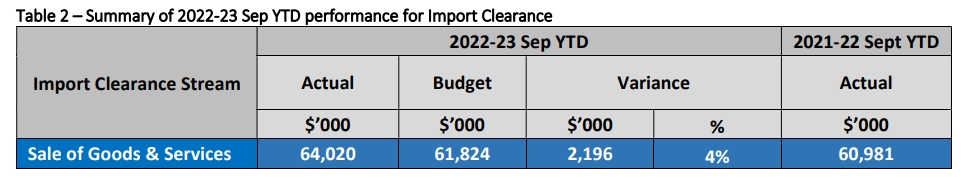 Table 2 – Summary of 2022-23 Sep YTD performance for Import Clearance
2022-23 Sep YTD 2021-22 Sept YTD
Import Clearance Stream Actual Budget Variance Actual
$’000 $’000 $’000 % $’000
Sale of Goods & Services 64,020 61,824 2,196 4% 60,981